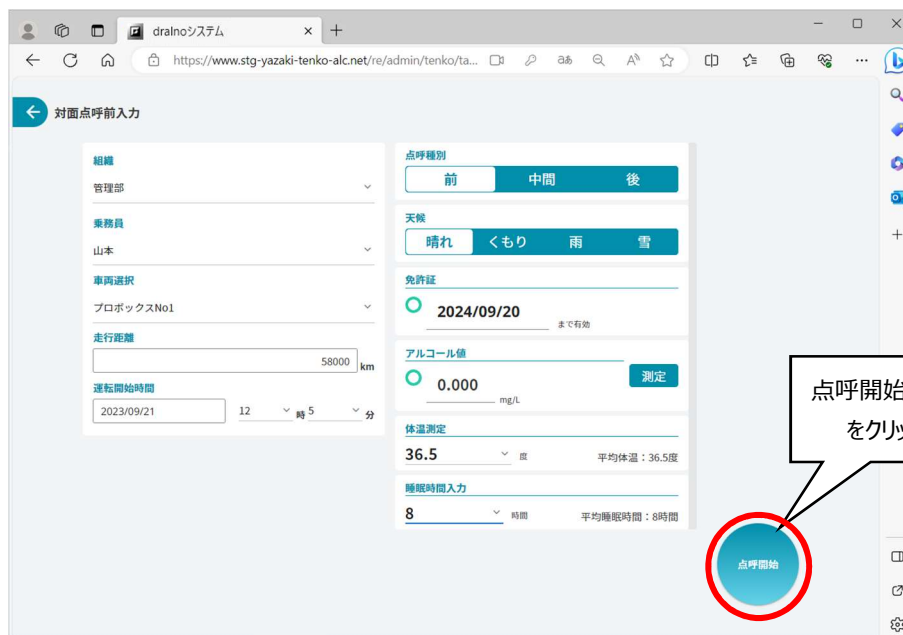 dralnoシステム
https://www.stg-yazaki-tenko-alc.net/re/admin/tenko/ta...
対面点呼前入力
組織
管理部
乗務員
山本
車両選択
プロボックスNo1
走行距離
58000 km
運転開始時間
2023/09/21 12 時 5 分
点呼種別
前 中間 後
天候
晴れ くもり 雨 雪
免許証
2024/09/20 まで有効
アルコール値
0.000 mg/L 測定
体温測定
36.5 度 平均体温：36.5度
睡眠時間入力
8 時間 平均睡眠時間：8時間
点呼開始
をクリッ
点呼開始